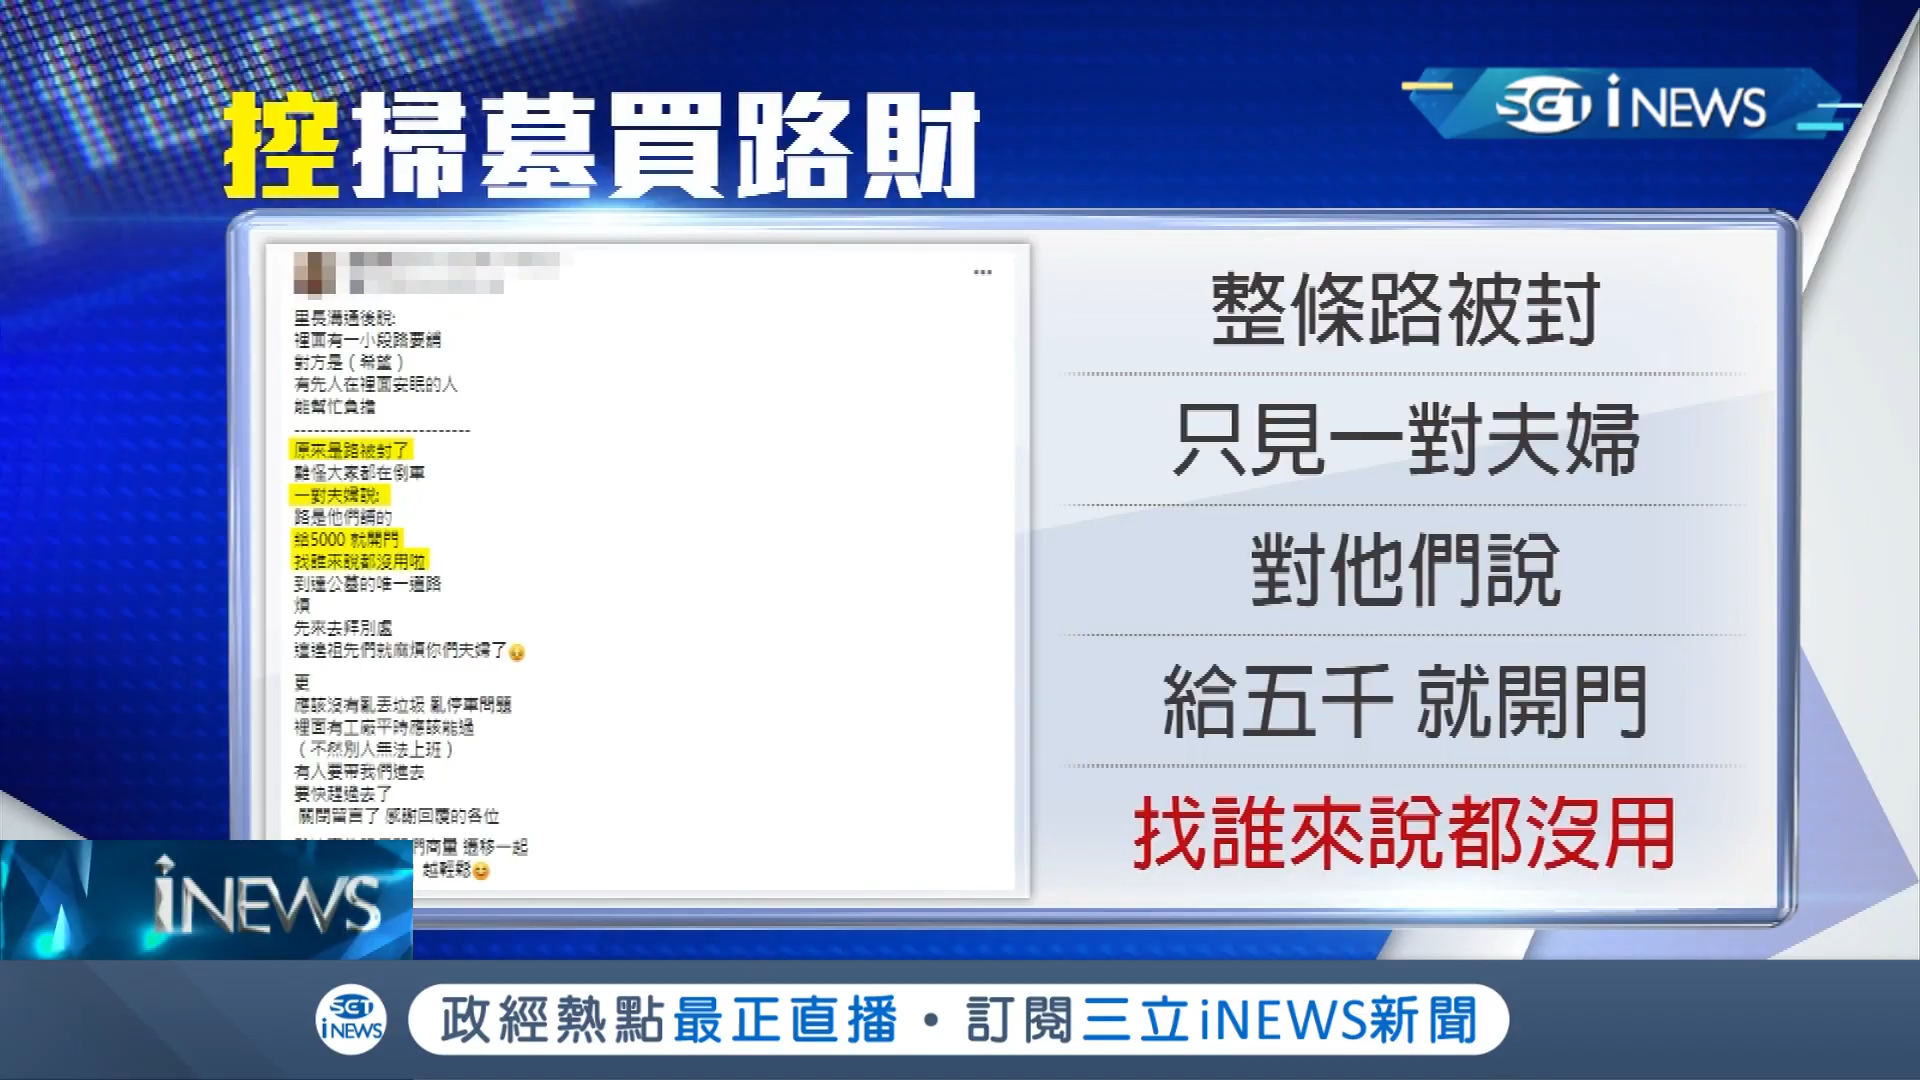 控掃墓買路財
SET iNEWS
里長溝通後說:
裡面有一小段路要鋪
對方是(希望)
有先人在裡面安眠的人
能幫忙負擔
---------------------------
原來是路被封了
難怪大家都在倒車
一對夫婦說:
路是他們鋪的
給5000 就開門
找誰來說都沒用啦
到達公墓的唯一道路
煩
先來去拜別處
這邊祖先們就麻煩你們夫婦了
更
應該沒有亂丟垃圾 亂停車問題
裡面有工廠平時應該能過
(不然別人無法上班)
有人要帶我們進去
要快趕過去了
關閉留言了 感謝回覆的各位
們商量 遷移一起
越輕鬆
整條路被封
只見一對夫婦
對他們說
給五千 就開門
找誰來說都沒用
iNEWS
SET iNEWS
政經熱點最正直播・訂閱三立iNEWS新聞